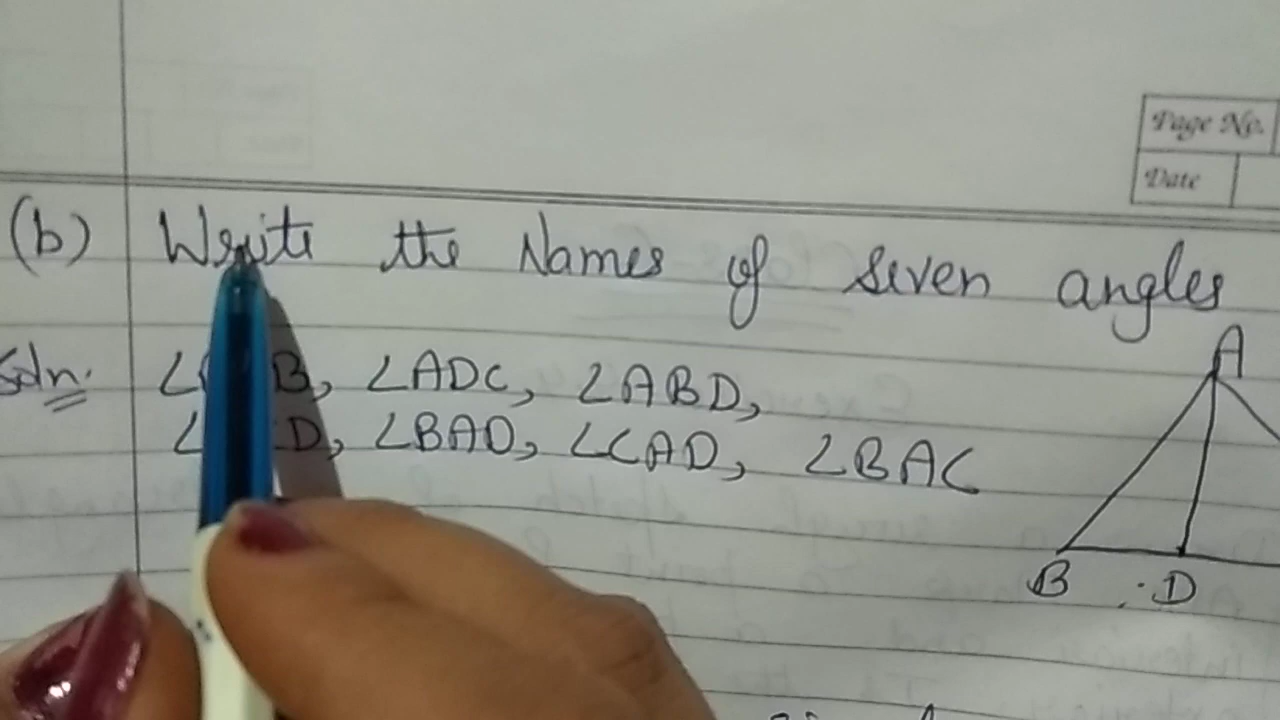 Page No.
Date
(b) Write the Names of seven angles
Soln. ∠ B, ∠ADC, ∠ABD,
∠ D, ∠BAD, ∠CAD, ∠BAC
A
B D